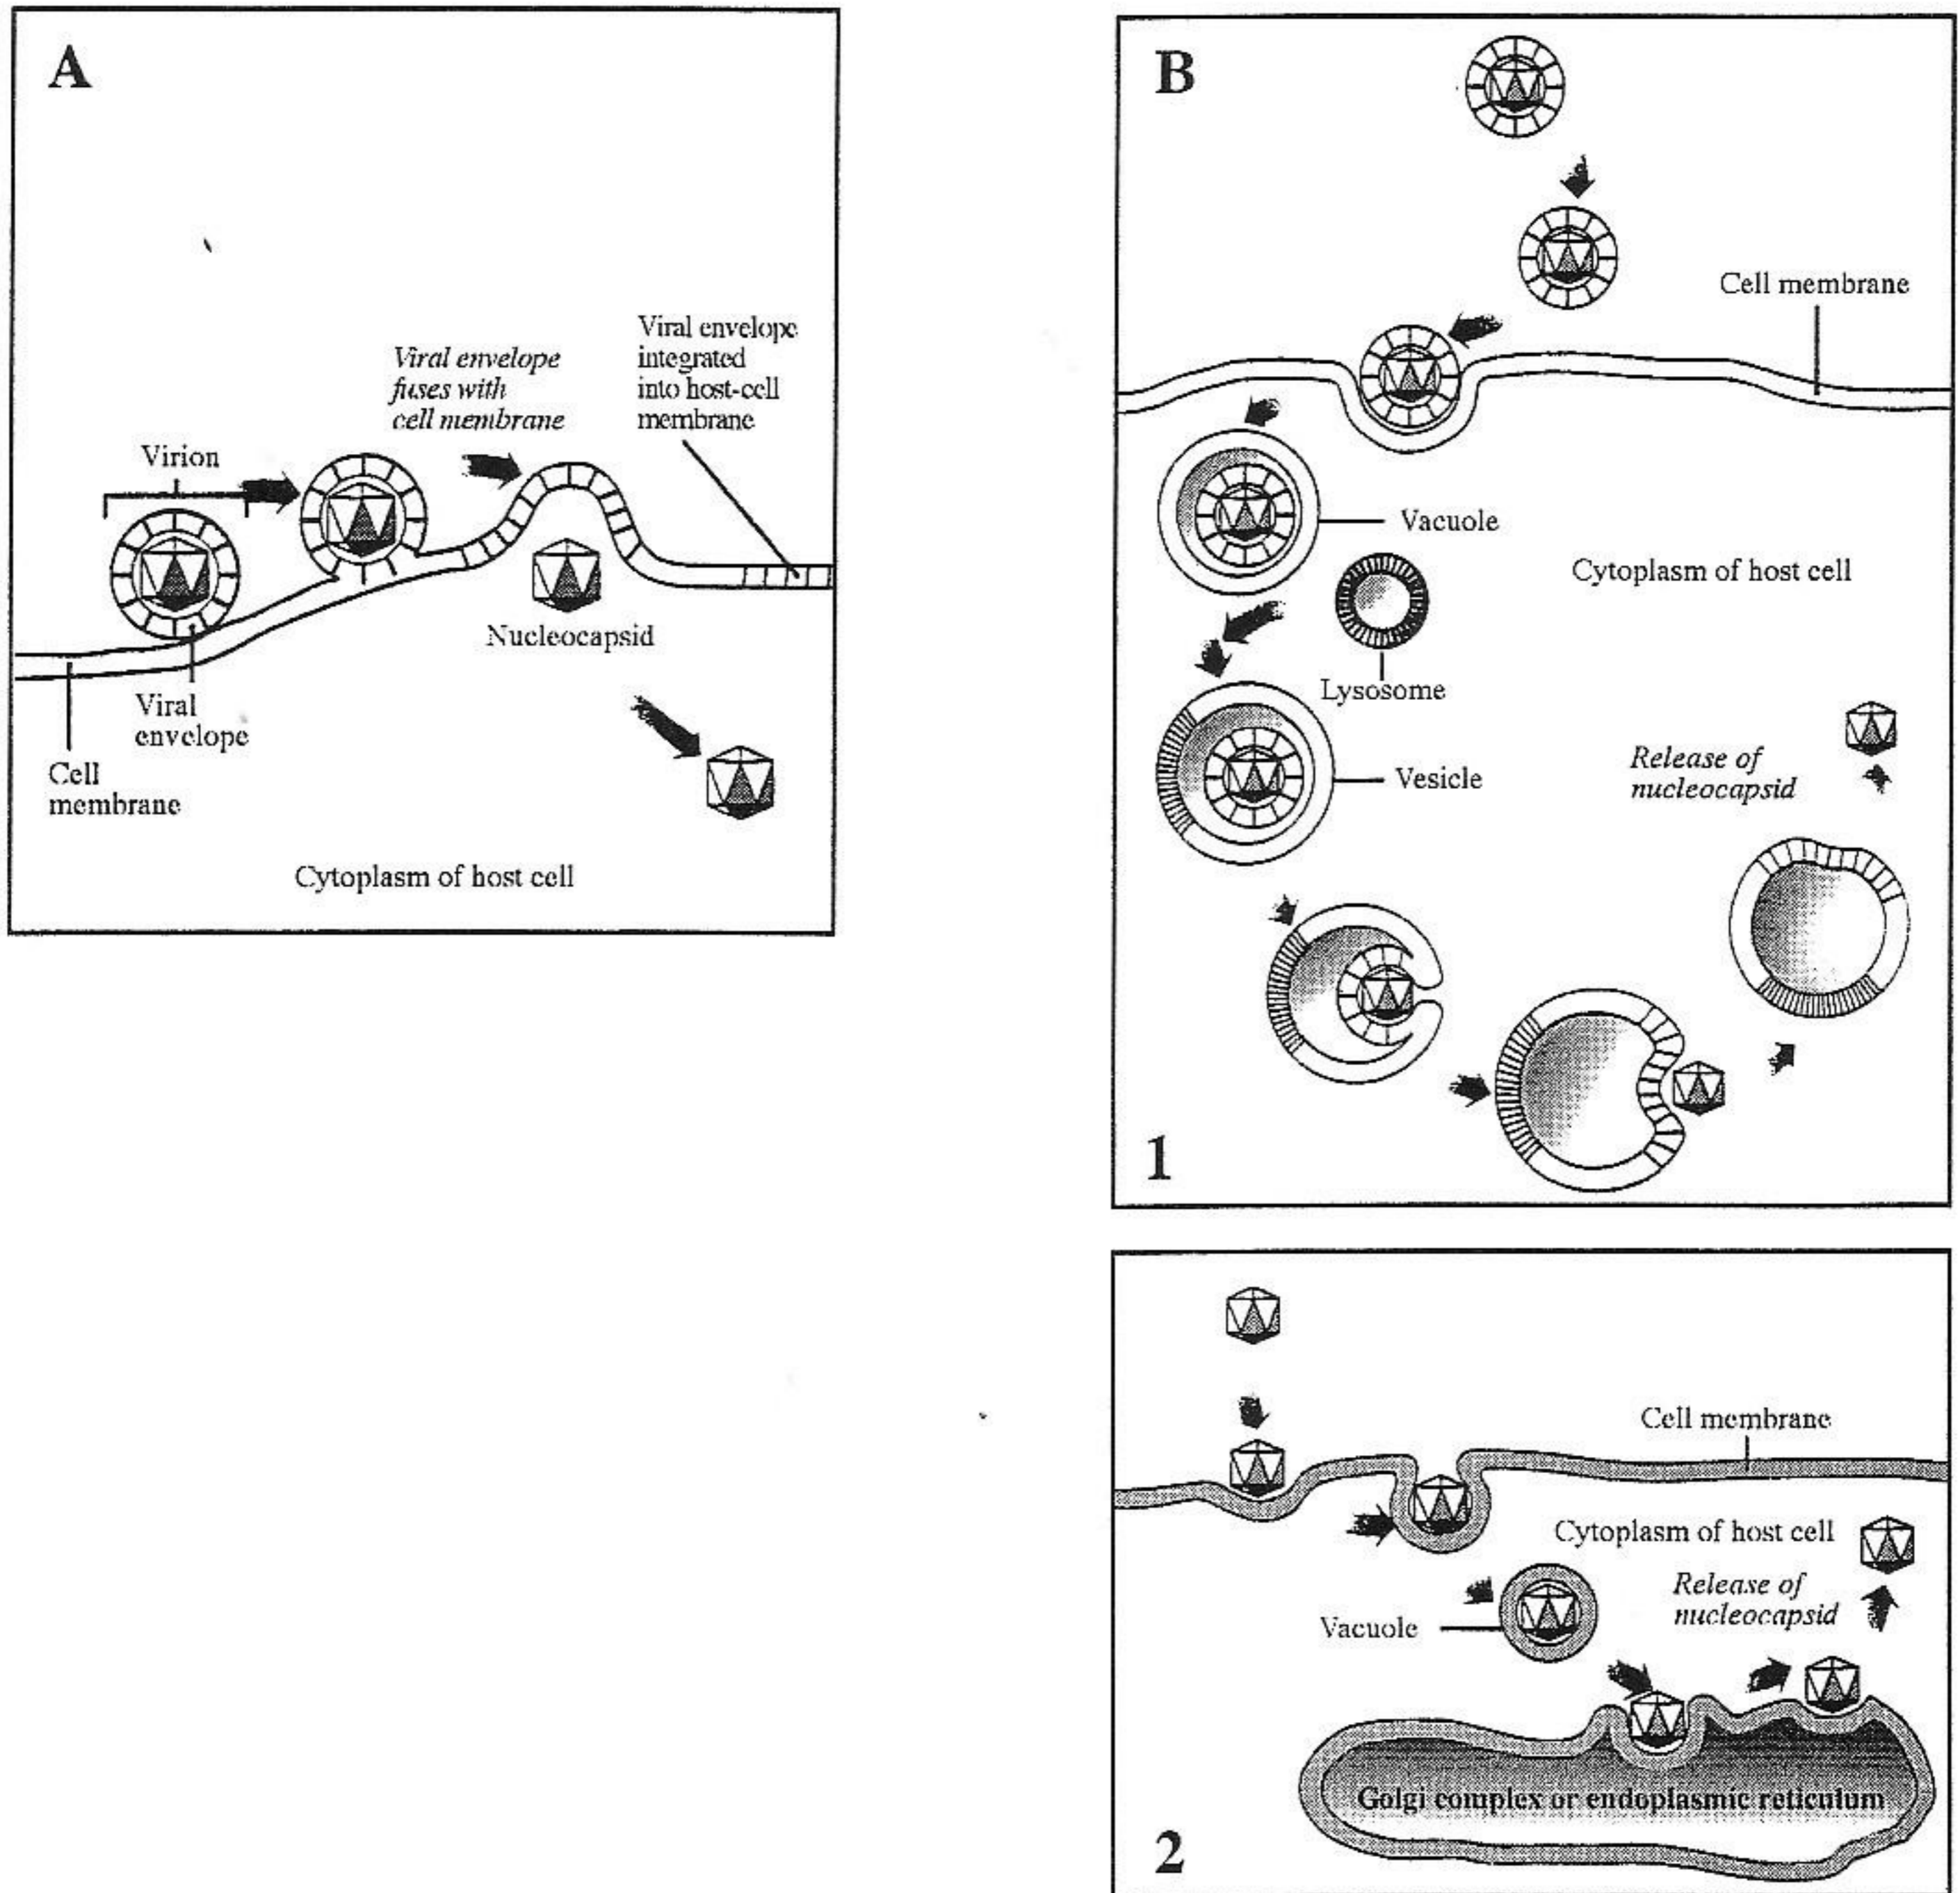 A
Viral envelope
fuses with
cell membrane
Viral envelope
integrated
into host-cell
membrane
Virion
Nucleocapsid
Viral
envelope
Cell
membrane
Cytoplasm of host cell
B
Cell membrane
Vacuole
Cytoplasm of host cell
Lysosome
Vesicle
Release of
nucleocapsid
1
Cell membrane
Cytoplasm of host cell
Release of
nucleocapsid
Vacuole
Golgi complex or endoplasmic reticulum
2